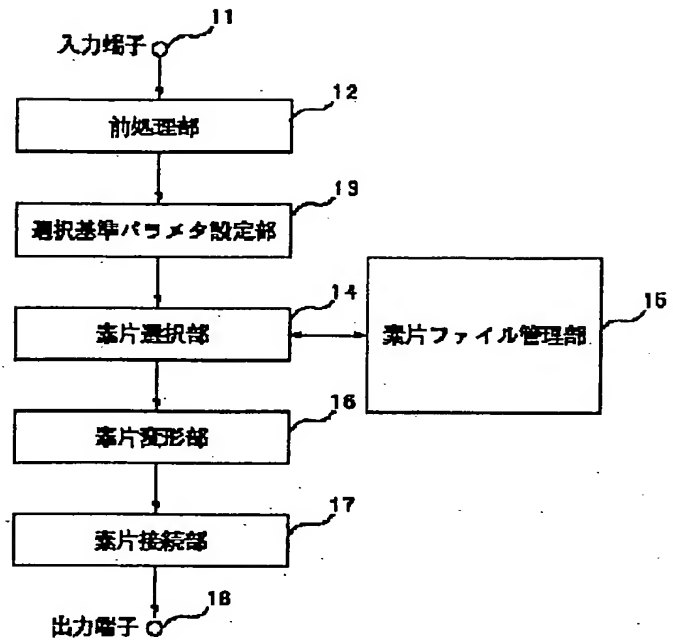 11
入力端子
12
前処理部
13
選択基準パラメタ設定部
14
素片選択部
15
素片ファイル管理部
16
素片変形部
17
素片接続部
18
出力端子